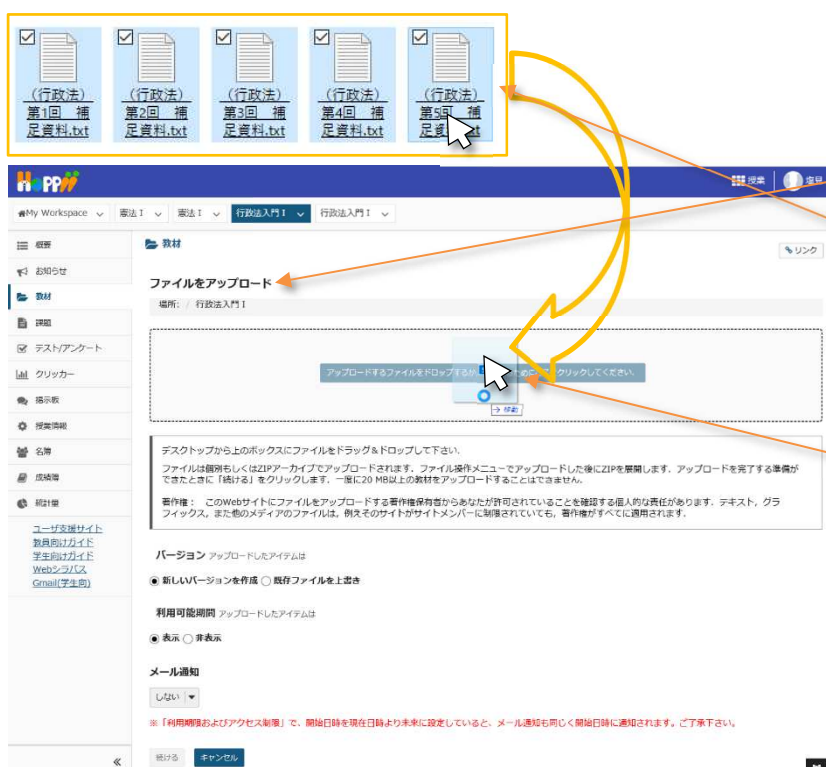 (行政法) 第1回 補足資料.txt
(行政法) 第2回 補足資料.txt
(行政法) 第3回 補足資料.txt
(行政法) 第4回 補足資料.txt
(行政法) 第5回 補足資料.txt
Hoppii
授業
塩見
My Workspace
憲法Ⅰ
憲法Ⅰ
行政法入門Ⅰ
行政法入門Ⅰ
概要
お知らせ
教材
課題
テスト/アンケート
クリッカー
掲示板
授業情報
名簿
成績簿
統計量
ユーザ支援サイト
教員向けガイド
学生向けガイド
Webシラバス
Gmail(学生向)
教材
リンク
ファイルをアップロード
場所: / 行政法入門Ⅰ
アップロードするファイルをドロップするか クリックしてください.
→ 移動
デスクトップから上のボックスにファイルをドラッグ&ドロップして下さい.
ファイルは個別もしくはZIPアーカイブでアップロードされます. ファイル操作メニューでアップロードした後にZIPを展開します. アップロードを完了する準備が
できたときに「続ける」をクリックします. 一度に20 MB以上の教材をアップロードすることはできません.
著作権: このWebサイトにファイルをアップロードする著作権保有者からあなたが許可されていることを確認する個人的な責任があります. テキスト, グラ
フィックス, また他のメディアのファイルは, 例えそのサイトがサイトメンバーに制限されていても, 著作権がすべてに適用されます.
バージョン アップロードしたアイテムは
新しいバージョンを作成 既存ファイルを上書き
利用可能期間 アップロードしたアイテムは
表示 非表示
メール通知
しない
※「利用期限およびアクセス制限」で、開始日時を現在日時より未来に設定していると、メール通知も同じく開始日時に通知されます。ご了承下さい。
続ける キャンセル
«